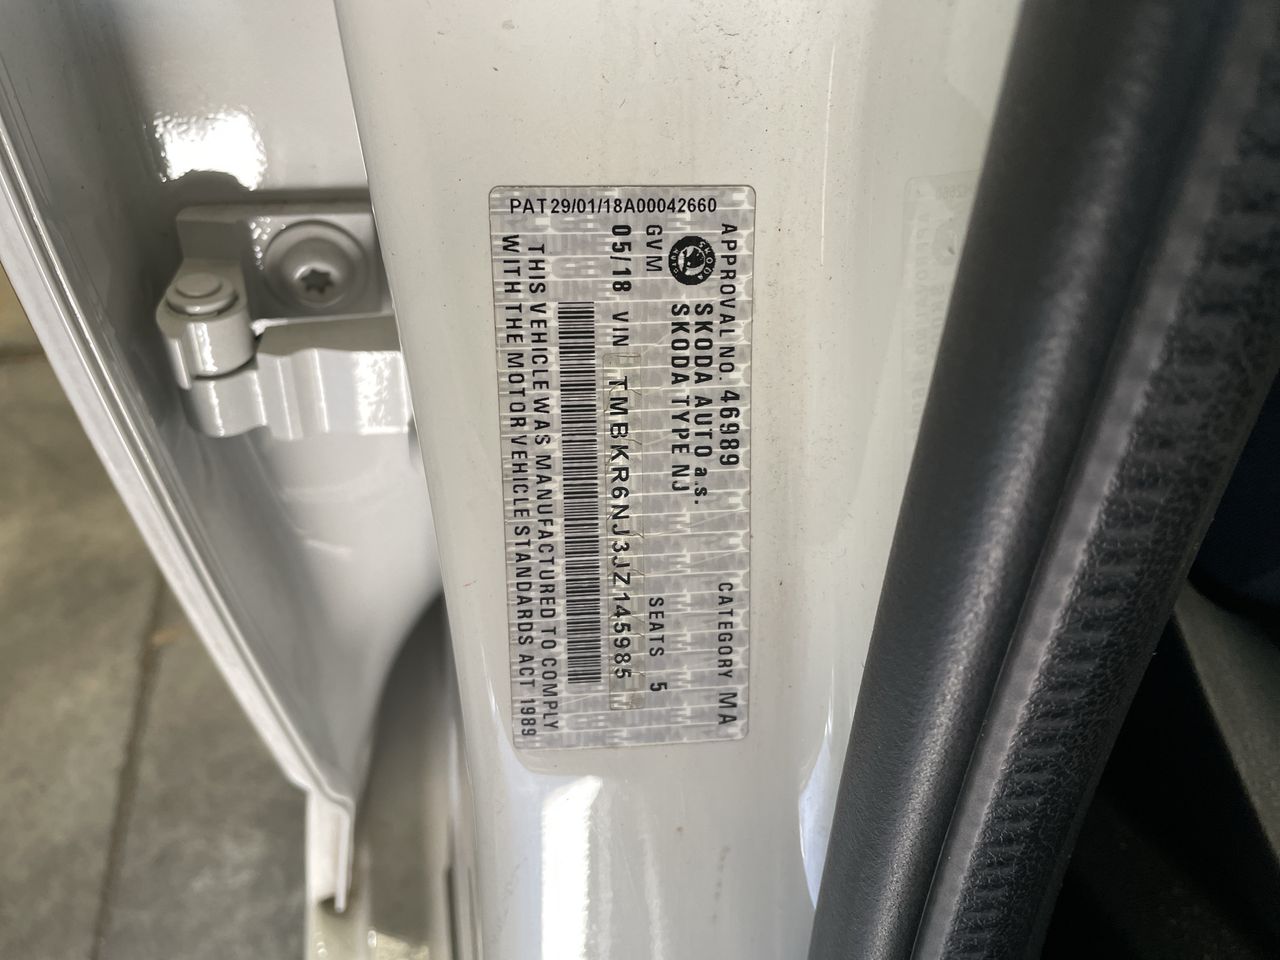 PAT29/01/18A00042660
APPROVAL NO. 46989 CATEGORY MA
SKODA AUTO a.s.
SKODA TYPE NJ
GVM SEATS 5
05/18 VIN TMBKR6NJ3JZ145985
THIS VEHICLE WAS MANUFACTURED TO COMPLY
WITH THE MOTOR VEHICLE STANDARDS ACT 1989